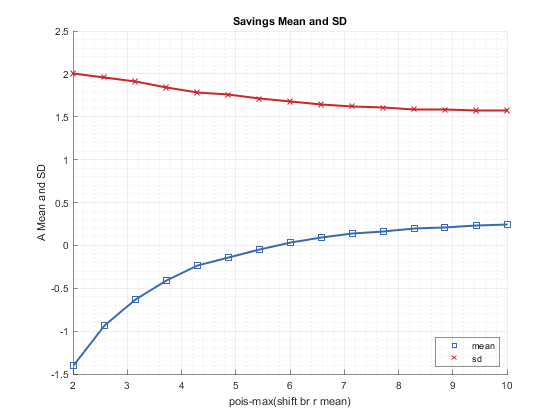 Savings Mean and SD
A Mean and SD
2.5
2
1.5
1
0.5
0
-0.5
-1
-1.5
2 3 4 5 6 7 8 9 10
pois-max(shift br r mean)
mean
sd